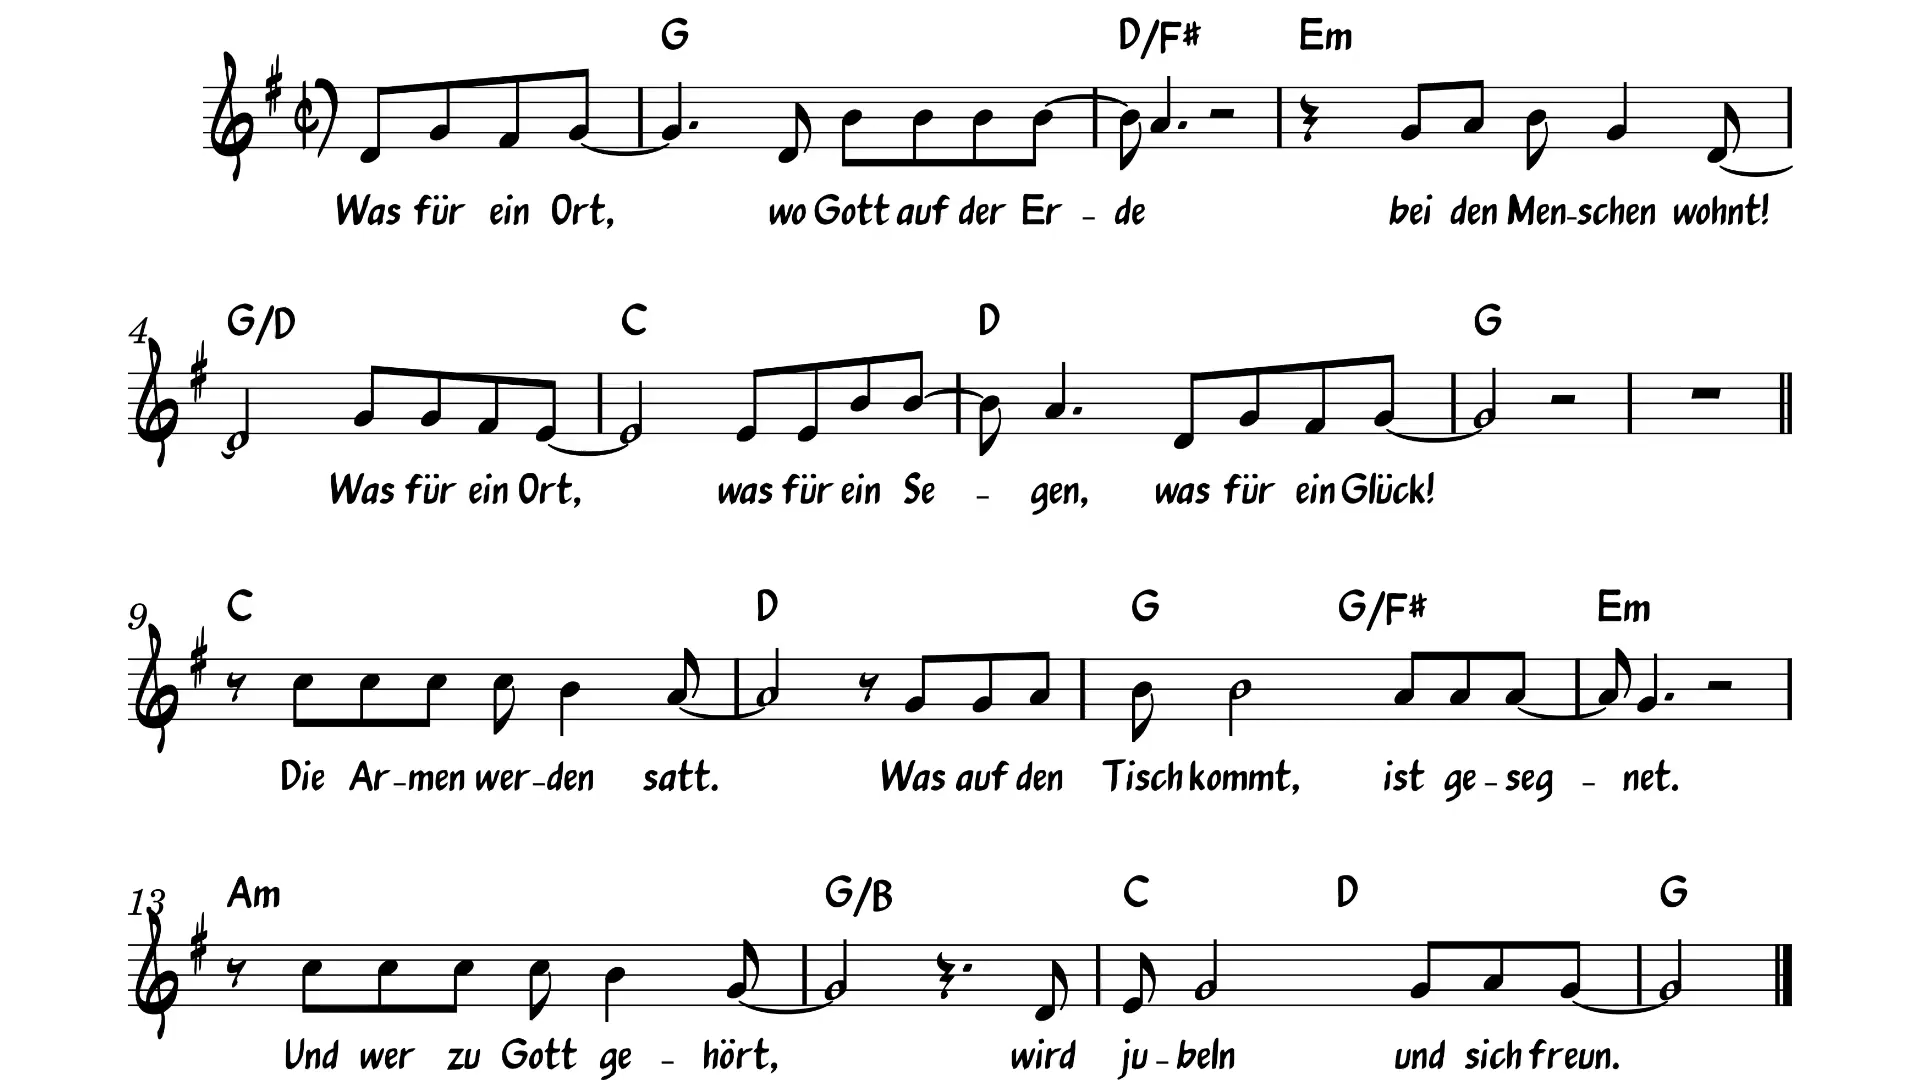 G D/F# Em
Was für ein Ort, wo Gott auf der Er - de bei den Men-schen wohnt!
4 G/D C D G
Was für ein Ort, was für ein Se - gen, was für ein Glück!
9 C D G G/F# Em
Die Ar-men wer-den satt. Was auf den Tisch kommt, ist ge-seg - net.
13 Am G/B C D G
Und wer zu Gott ge - hört, wird ju-beln und sich freun.